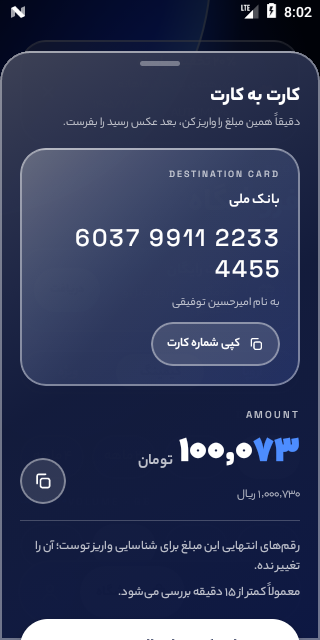 LTE 8:02
کارت به کارت
دقیقاً همین مبلغ را واریز کن، بعد عکس رسید را بفرست.
DESTINATION CARD
بانک ملی
6037 9911 2233
4455
به نام امیرحسین توفیقی
کپی شماره کارت
AMOUNT
۱۰۰,۰۷۳ تومان
۱,۰۰۰,۷۳۰ ریال
رقم‌های انتهایی این مبلغ برای شناسایی واریز توست؛ آن را
تغییر نده.
معمولاً کمتر از ۱۵ دقیقه بررسی می‌شود.